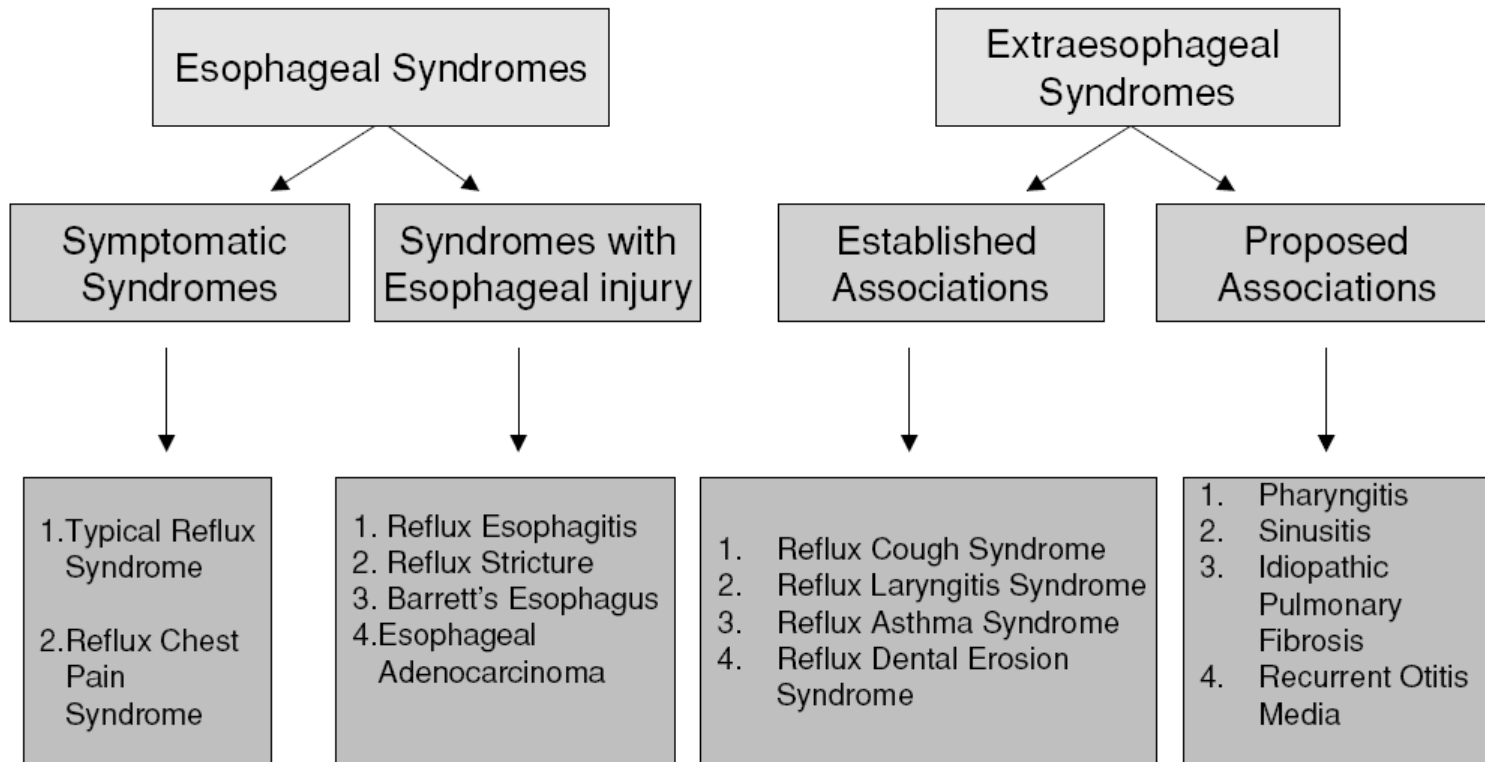 Esophageal Syndromes
Extraesophageal
Syndromes
Symptomatic
Syndromes
Syndromes with
Esophageal injury
Established
Associations
Proposed
Associations
1.Typical Reflux
Syndrome
2.Reflux Chest
Pain
Syndrome
1. Reflux Esophagitis
2. Reflux Stricture
3. Barrett's Esophagus
4.Esophageal
Adenocarcinoma
1. Reflux Cough Syndrome
2. Reflux Laryngitis Syndrome
3. Reflux Asthma Syndrome
4. Reflux Dental Erosion
Syndrome
1. Pharyngitis
2. Sinusitis
3. Idiopathic
Pulmonary
Fibrosis
4. Recurrent Otitis
Media